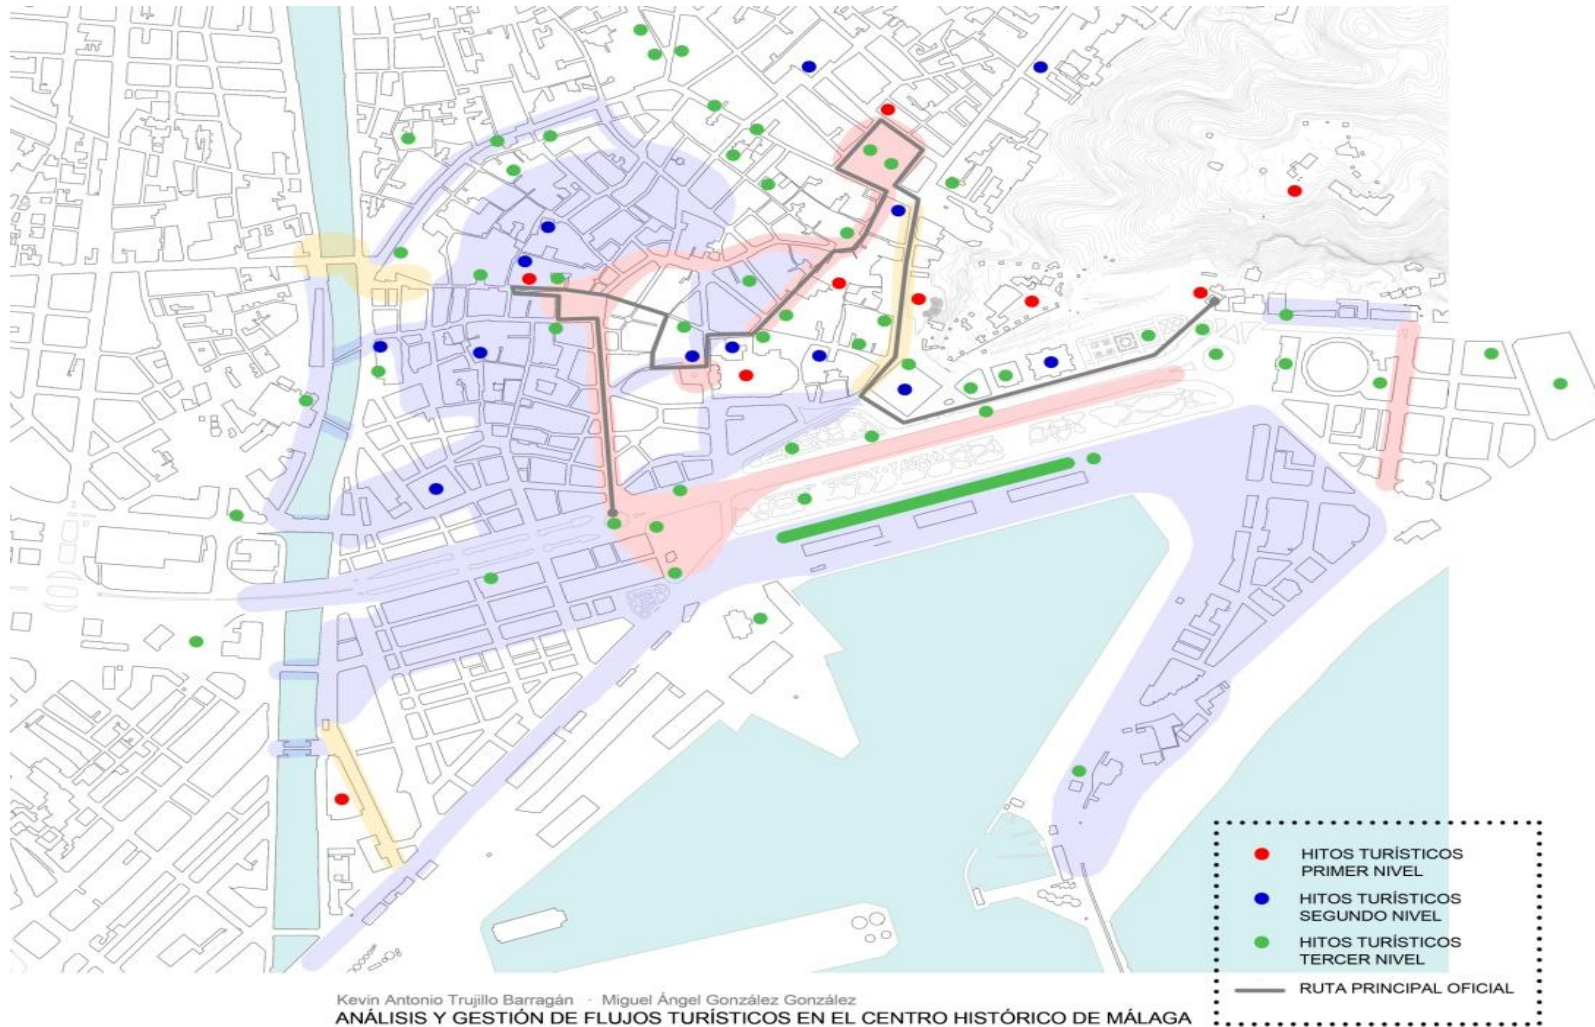 HITOS TURÍSTICOS
PRIMER NIVEL
HITOS TURÍSTICOS
SEGUNDO NIVEL
HITOS TURÍSTICOS
TERCER NIVEL
RUTA PRINCIPAL OFICIAL
Kevin Antonio Trujillo Barragán · Miguel Ángel González González
ANÁLISIS Y GESTIÓN DE FLUJOS TURÍSTICOS EN EL CENTRO HISTÓRICO DE MÁLAGA